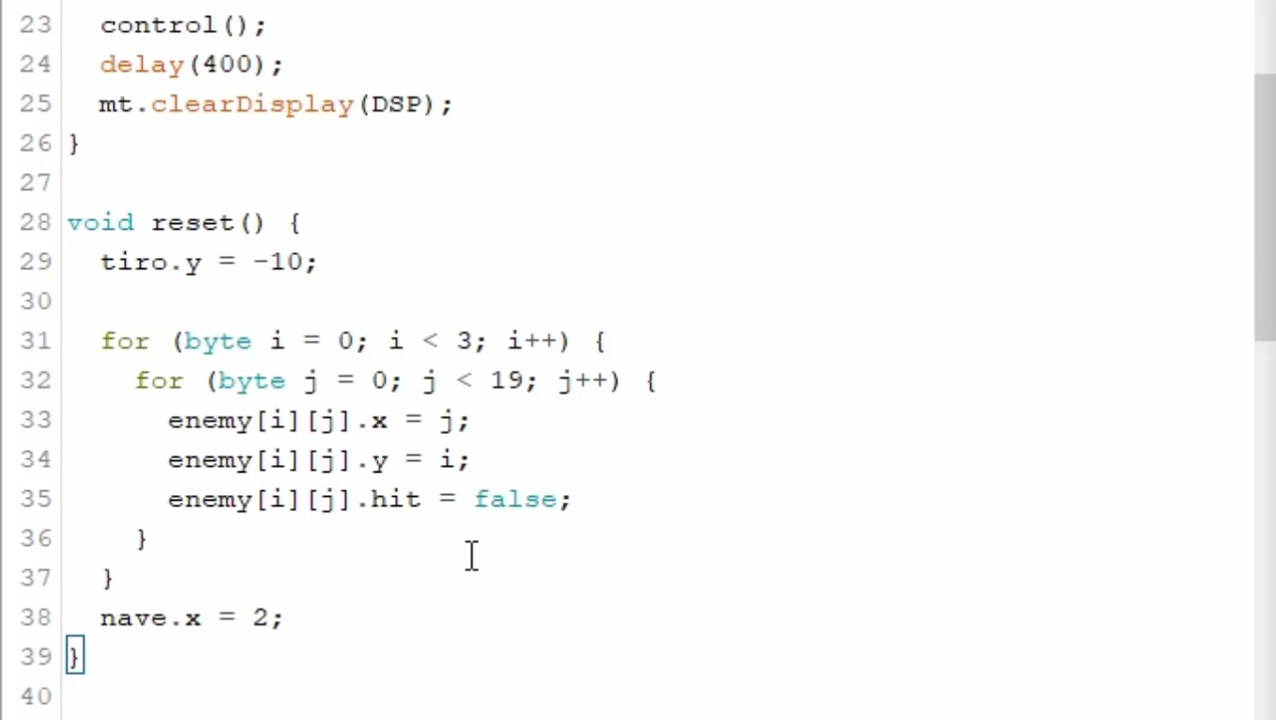 23 control();
24 delay(400);
25 mt.clearDisplay(DSP);
26 }
27
28 void reset() {
29 tiro.y = -10;
30
31 for (byte i = 0; i < 3; i++) {
32 for (byte j = 0; j < 19; j++) {
33 enemy[i][j].x = j;
34 enemy[i][j].y = i;
35 enemy[i][j].hit = false;
36 }
37 }
38 nave.x = 2;
39 }
40